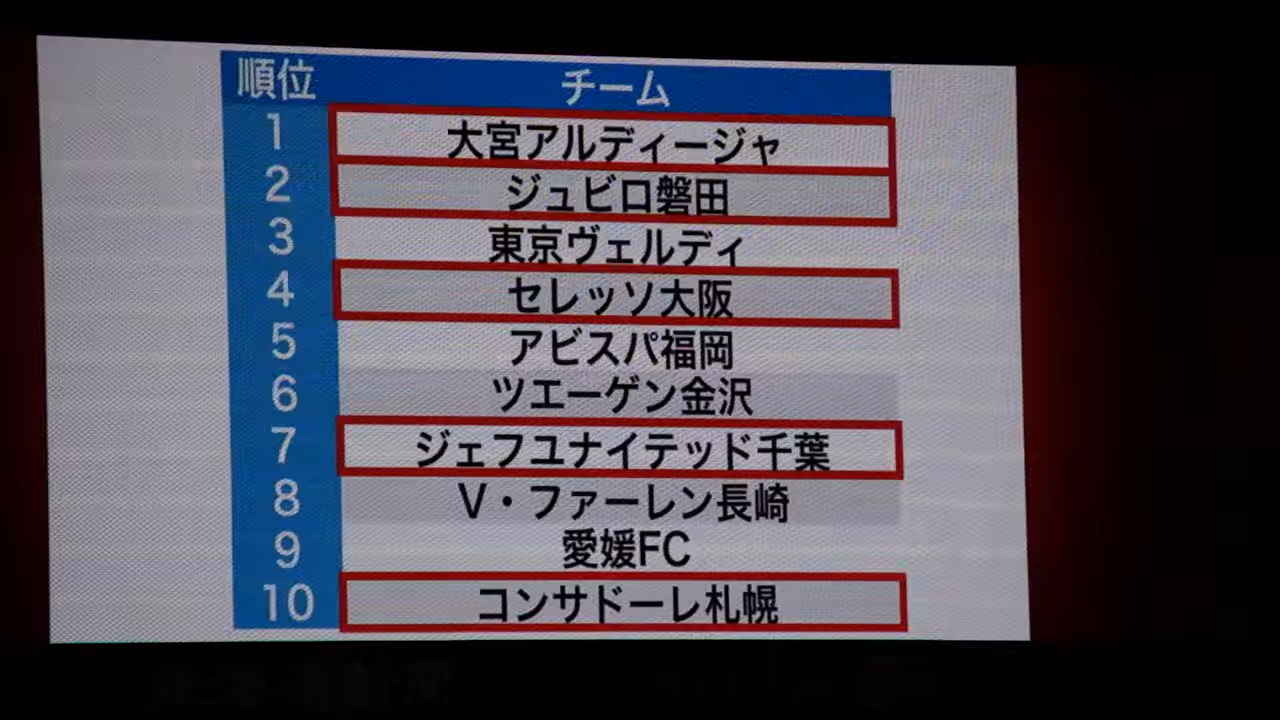 順位 チーム
1 大宮アルディージャ
2 ジュビロ磐田
3 東京ヴェルディ
4 セレッソ大阪
5 アビスパ福岡
6 ツエーゲン金沢
7 ジェフユナイテッド千葉
8 V・ファーレン長崎
9 愛媛FC
10 コンサドーレ札幌